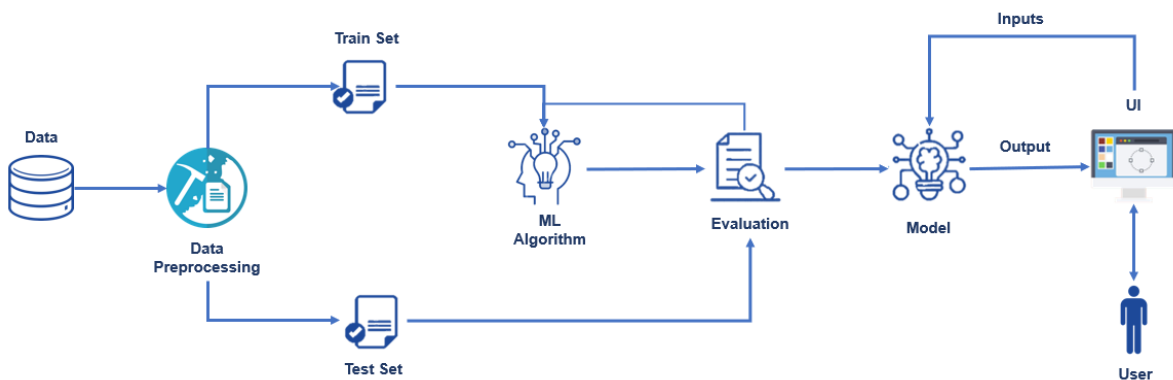 Inputs
Train Set
UI
Data
Output
ML
Algorithm
Evaluation
Model
Data
Preprocessing
Test Set
User